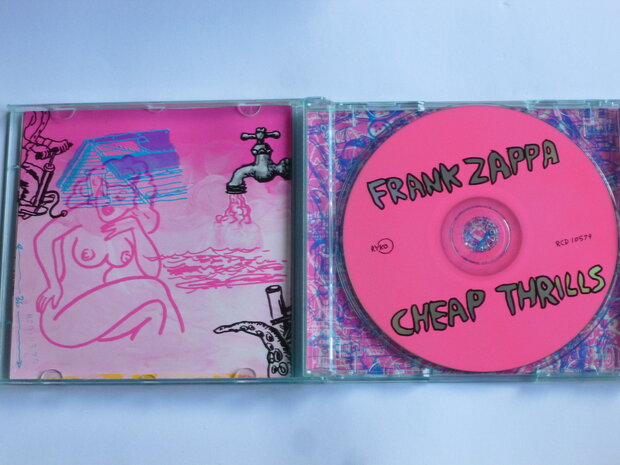 FRANK ZAPPA
RYKO
RCD 10579
CHEAP THRILLS